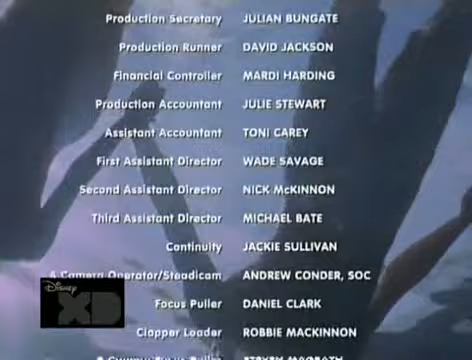 Production Secretary JULIAN BUNGATE
Production Runner DAVID JACKSON
Financial Controller MARDI HARDING
Production Accountant JULIE STEWART
Assistant Accountant TONI CAREY
First Assistant Director WADE SAVAGE
Second Assistant Director NICK McKINNON
Third Assistant Director MICHAEL BATE
Continuity JACKIE SULLIVAN
A Camera Operator/Steadicam ANDREW CONDER, SOC
Focus Puller DANIEL CLARK
Clapper Loader ROBBIE MACKINNON
Disney
XD